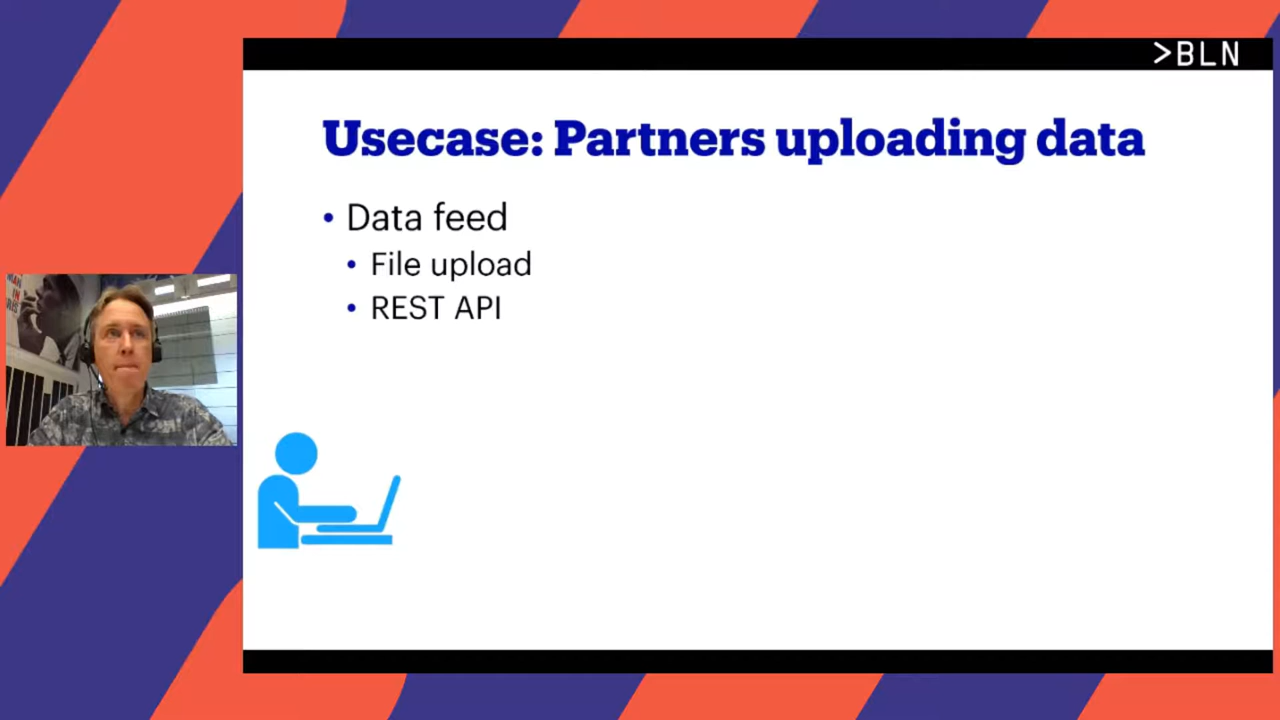 >BLN
Usecase: Partners uploading data
• Data feed
• File upload
• REST API